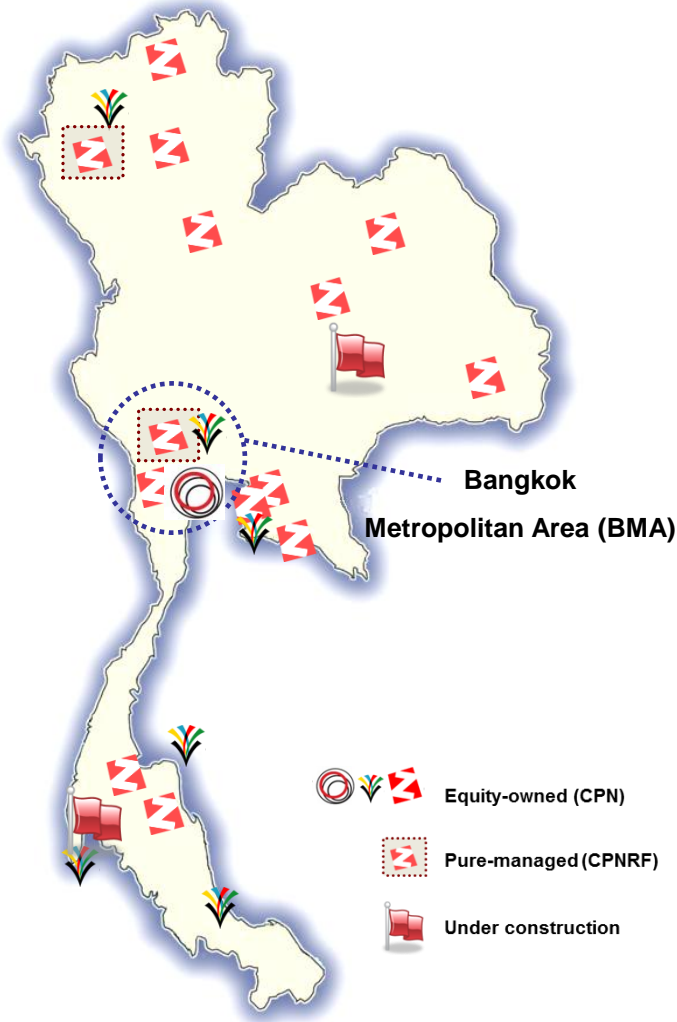 Bangkok
Metropolitan Area (BMA)
Equity-owned (CPN)
Pure-managed (CPNRF)
Under construction